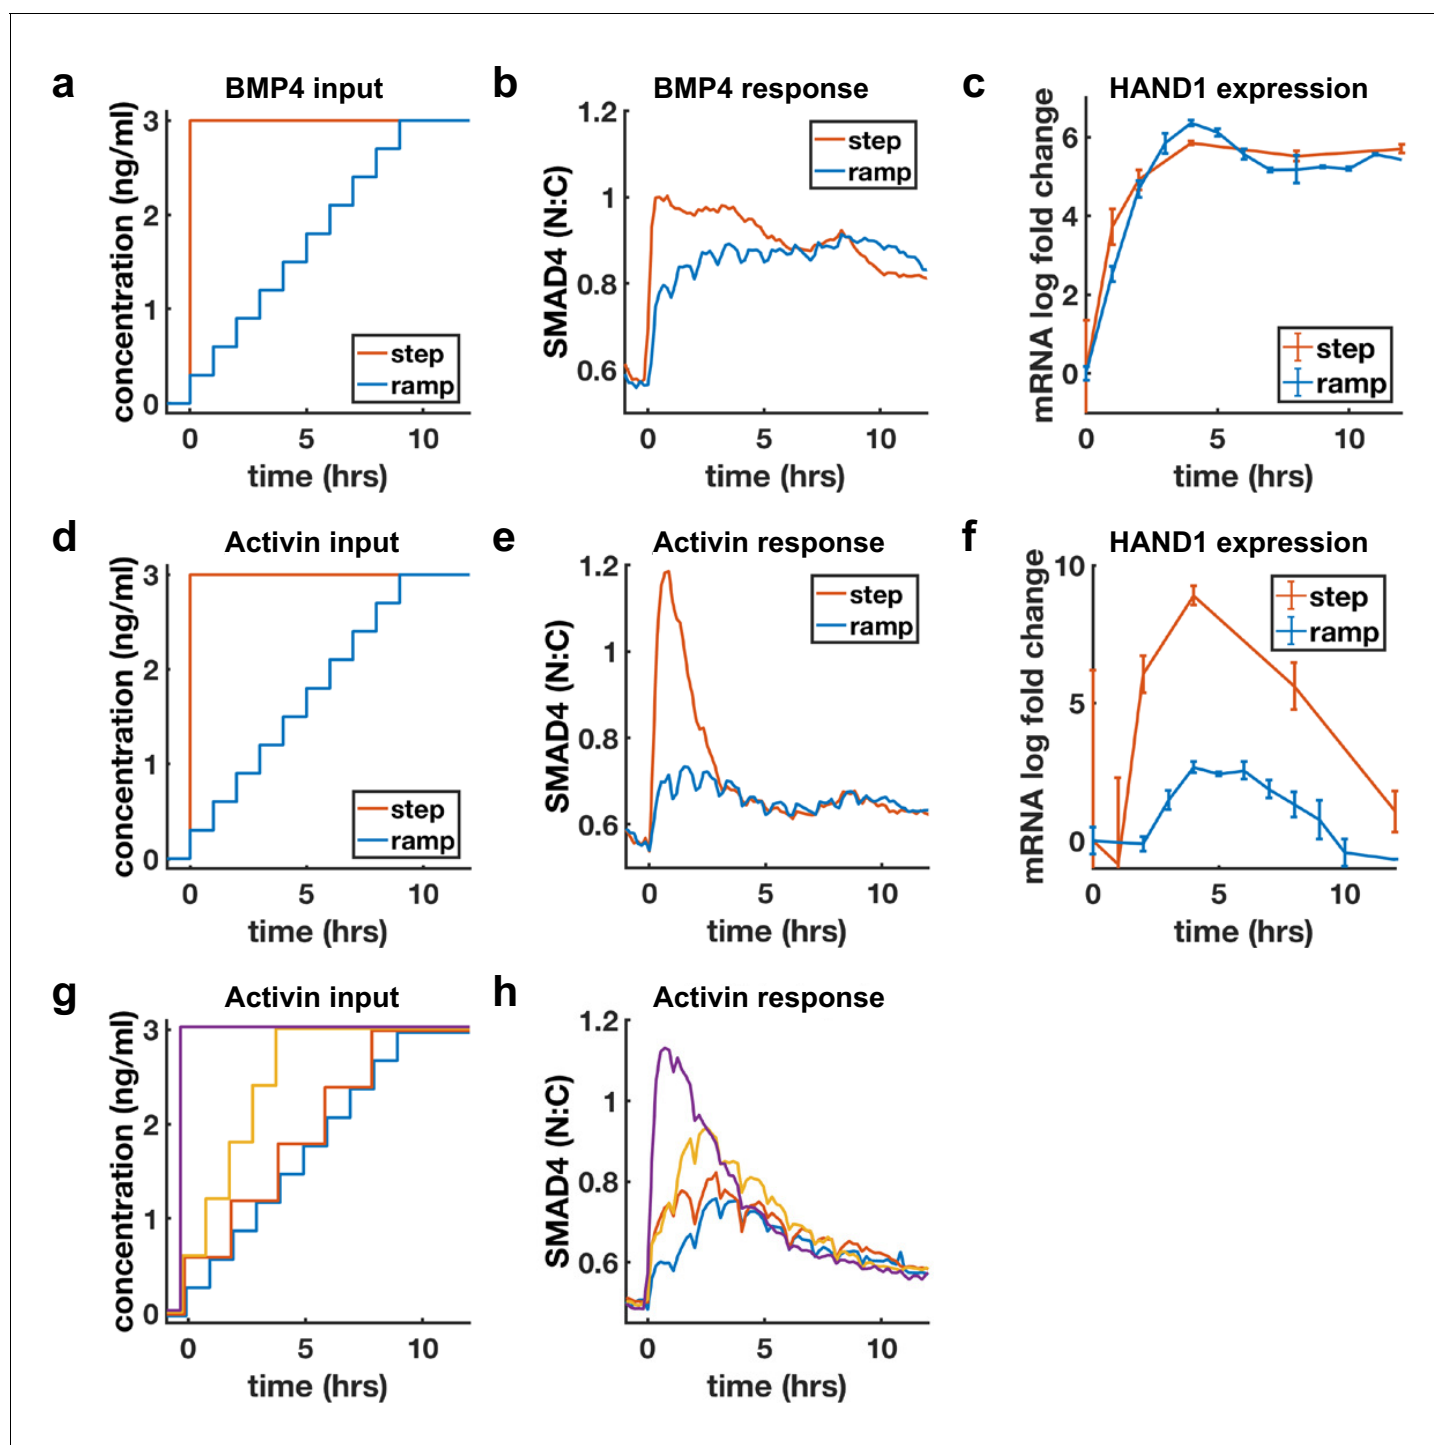 a
BMP4 input
concentration (ng/ml)
3
2
1
0
step
ramp
0 5 10
time (hrs)
b
BMP4 response
SMAD4 (N:C)
1.2
1
0.8
0.6
step
ramp
0 5 10
time (hrs)
c
HAND1 expression
mRNA log fold change
6
4
2
0
step
ramp
0 5 10
time (hrs)
d
Activin input
concentration (ng/ml)
3
2
1
0
step
ramp
0 5 10
time (hrs)
e
Activin response
SMAD4 (N:C)
1.2
1
0.8
0.6
step
ramp
0 5 10
time (hrs)
f
HAND1 expression
mRNA log fold change
10
5
0
step
ramp
0 5 10
time (hrs)
g
Activin input
concentration (ng/ml)
3
2
1
0
0 5 10
time (hrs)
h
Activin response
SMAD4 (N:C)
1.2
1
0.8
0.6
0 5 10
time (hrs)